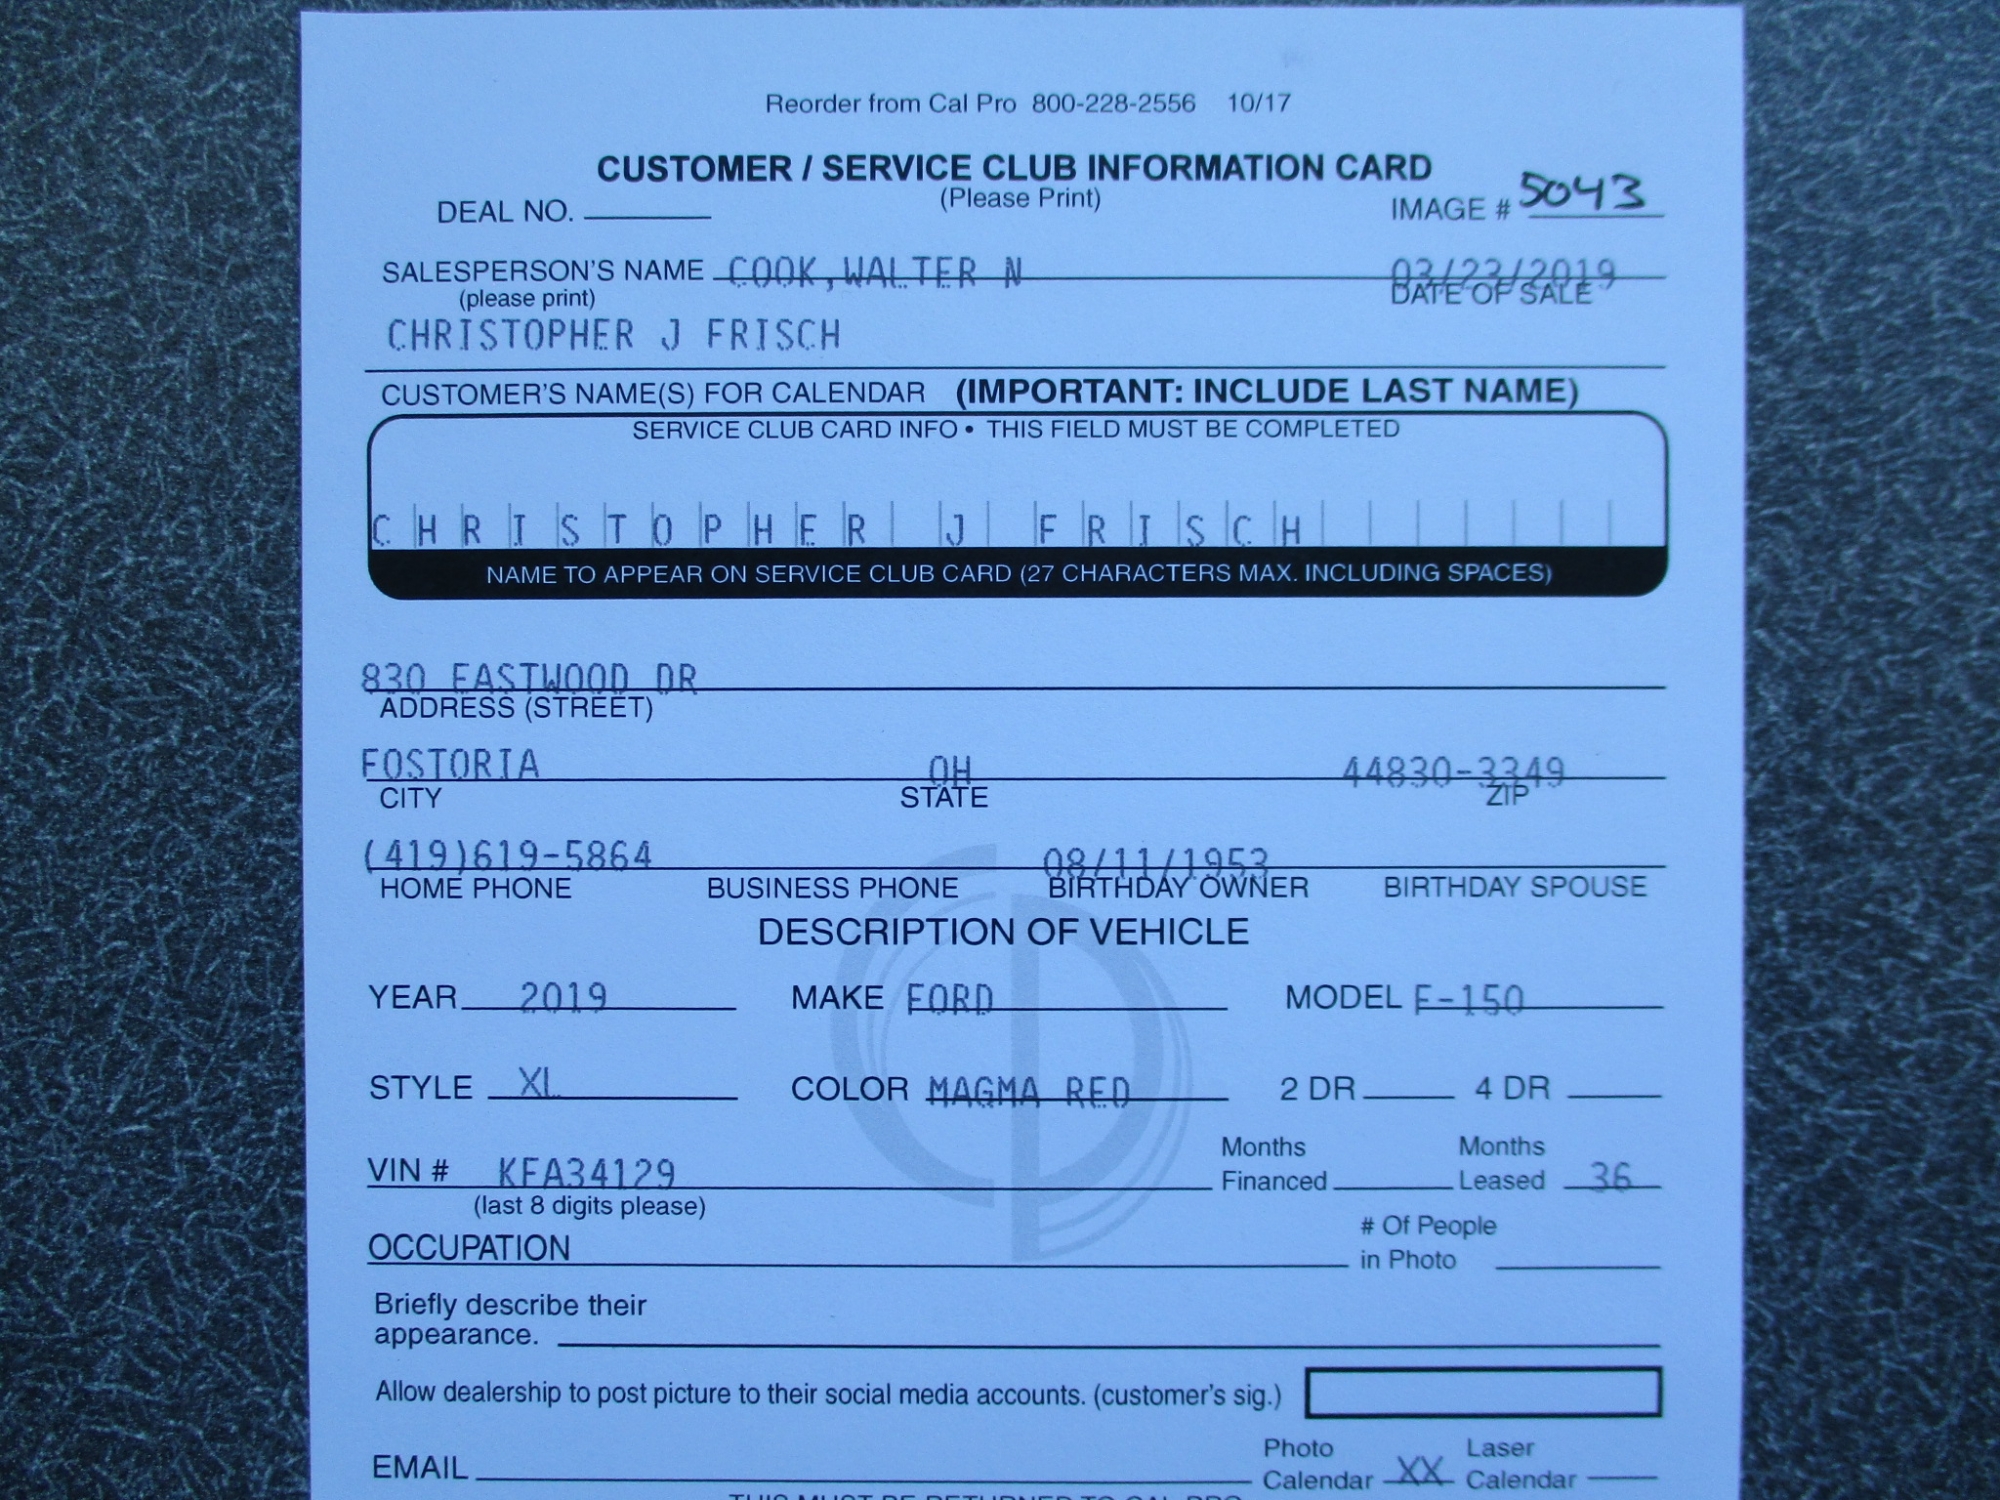 Reorder from Cal Pro 800-228-2556 10/17
CUSTOMER / SERVICE CLUB INFORMATION CARD
(Please Print)
DEAL NO. IMAGE # 5043
SALESPERSON'S NAME COOK,WALTER N 03/23/2019
(please print) DATE OF SALE
CHRISTOPHER J FRISCH
CUSTOMER'S NAME(S) FOR CALENDAR (IMPORTANT: INCLUDE LAST NAME)
SERVICE CLUB CARD INFO • THIS FIELD MUST BE COMPLETED
CHRISTOPHER J FRISCH
NAME TO APPEAR ON SERVICE CLUB CARD (27 CHARACTERS MAX. INCLUDING SPACES)
830 EASTWOOD DR
ADDRESS (STREET)
FOSTORIA OH 44830-3349
CITY STATE ZIP
(419)619-5864 08/11/1953
HOME PHONE BUSINESS PHONE BIRTHDAY OWNER BIRTHDAY SPOUSE
DESCRIPTION OF VEHICLE
YEAR 2019 MAKE FORD MODEL F-150
STYLE XL COLOR MAGMA RED 2 DR 4 DR
VIN # KFA34129 Months Financed Months Leased 36
(last 8 digits please)
OCCUPATION # Of People in Photo
Briefly describe their
appearance.
Allow dealership to post picture to their social media accounts. (customer's sig.)
EMAIL Photo Calendar XX Laser Calendar
THIS MUST BE RETURNED TO CAL PRO